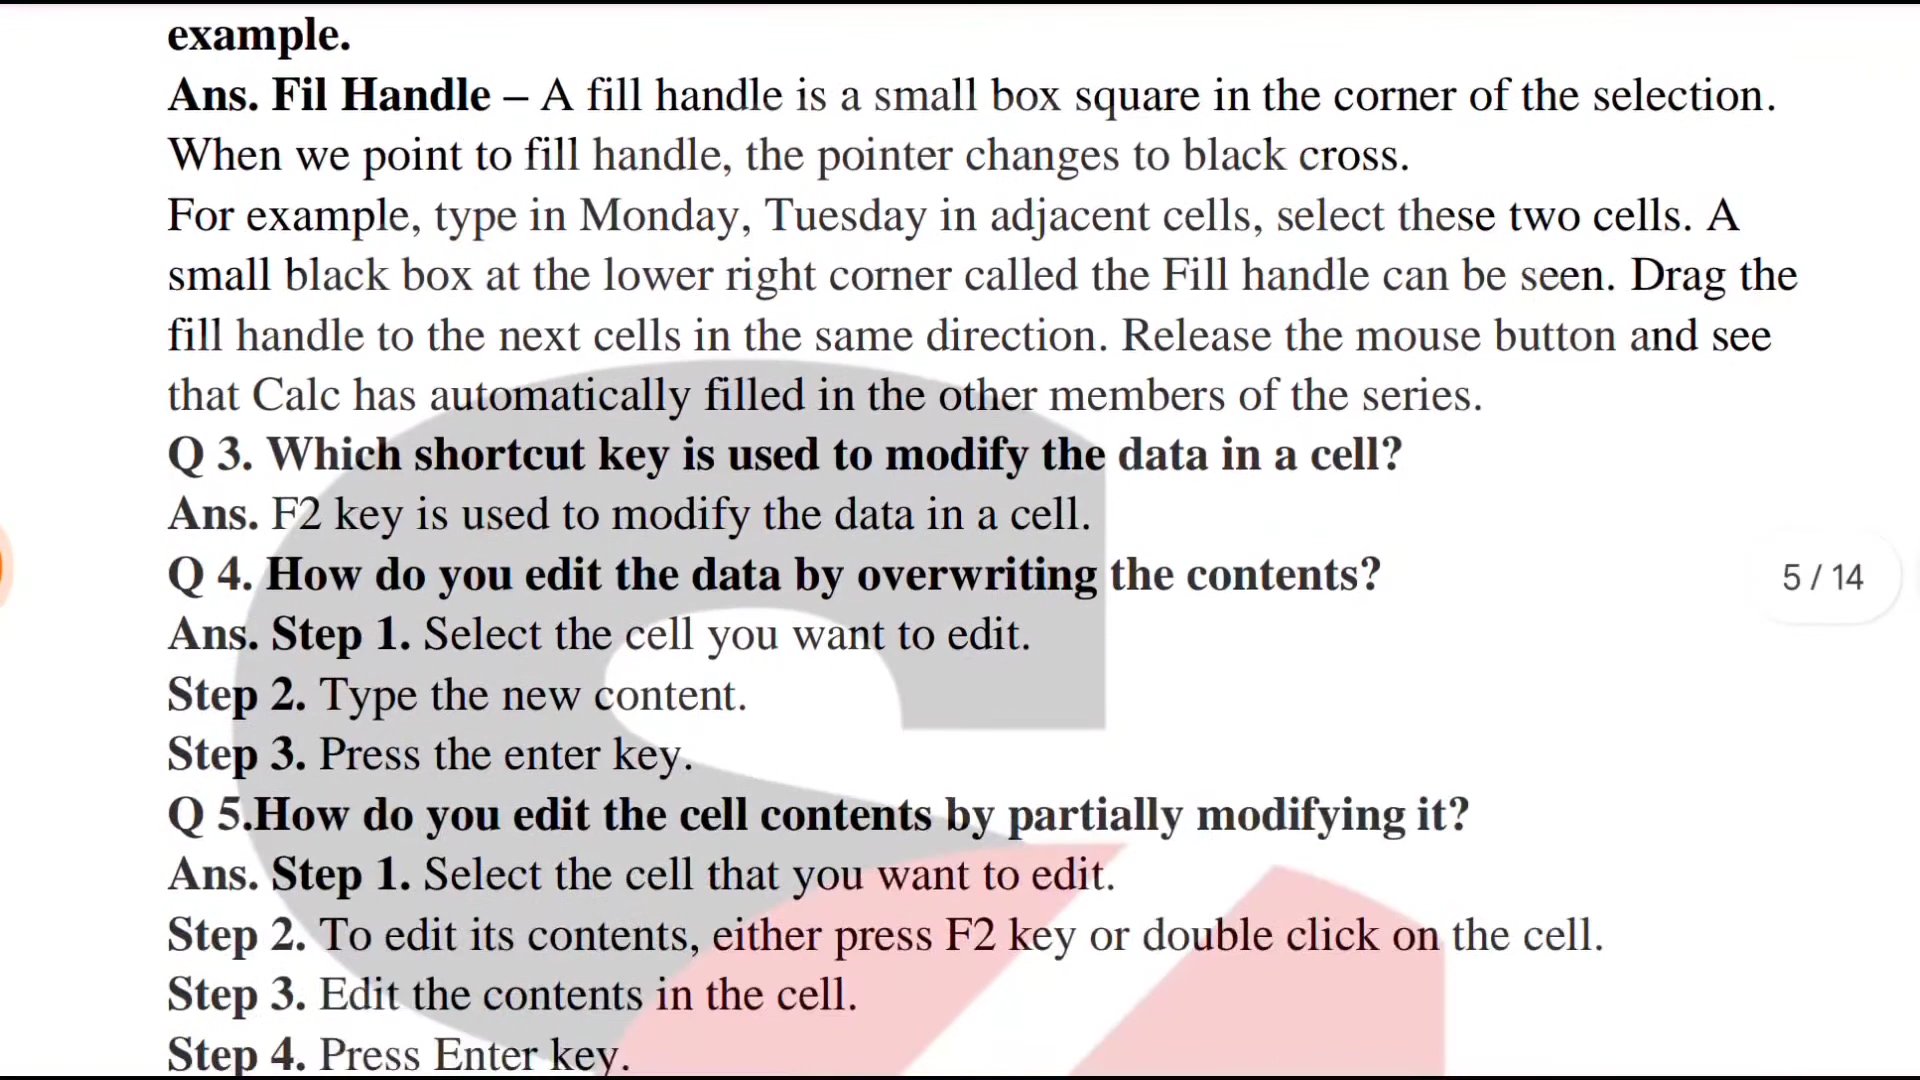 example.
Ans. Fil Handle – A fill handle is a small box square in the corner of the selection.
When we point to fill handle, the pointer changes to black cross.
For example, type in Monday, Tuesday in adjacent cells, select these two cells. A
small black box at the lower right corner called the Fill handle can be seen. Drag the
fill handle to the next cells in the same direction. Release the mouse button and see
that Calc has automatically filled in the other members of the series.
Q 3. Which shortcut key is used to modify the data in a cell?
Ans. F2 key is used to modify the data in a cell.
Q 4. How do you edit the data by overwriting the contents?
5 / 14
Ans. Step 1. Select the cell you want to edit.
Step 2. Type the new content.
Step 3. Press the enter key.
Q 5.How do you edit the cell contents by partially modifying it?
Ans. Step 1. Select the cell that you want to edit.
Step 2. To edit its contents, either press F2 key or double click on the cell.
Step 3. Edit the contents in the cell.
Step 4. Press Enter key.